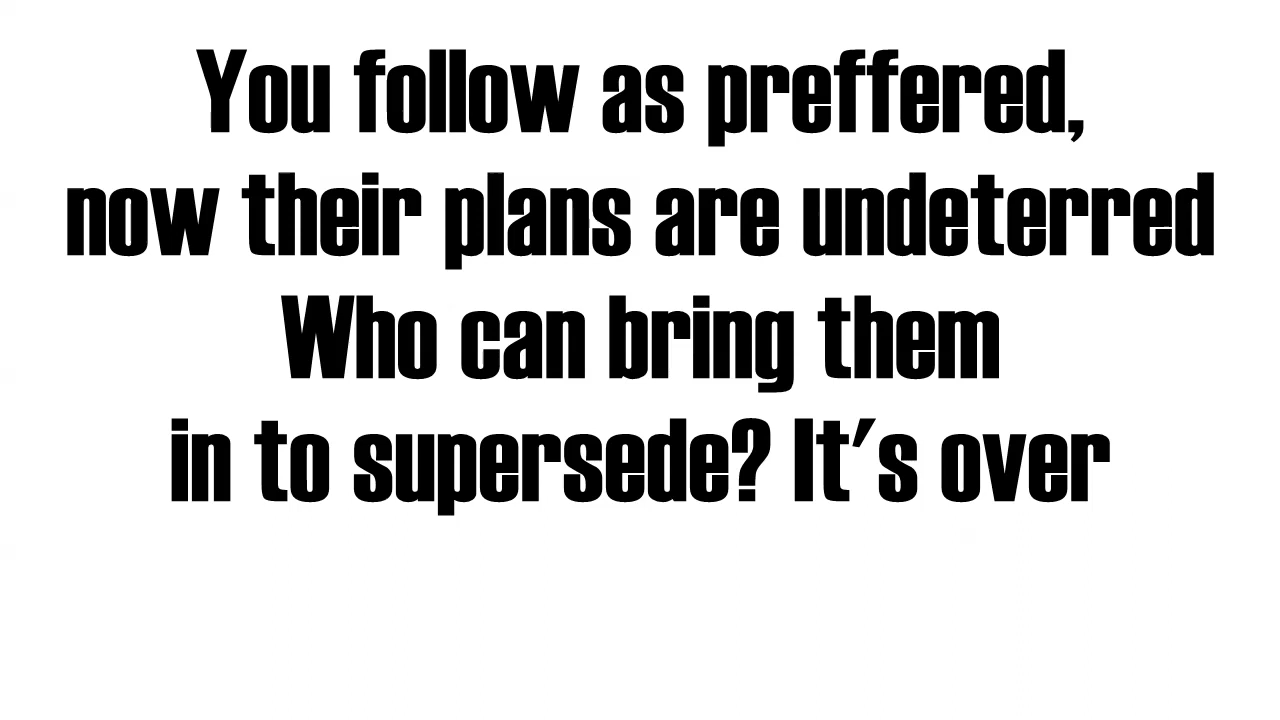 You follow as preffered,
now their plans are undeterred
Who can bring them
in to supersede? It's over